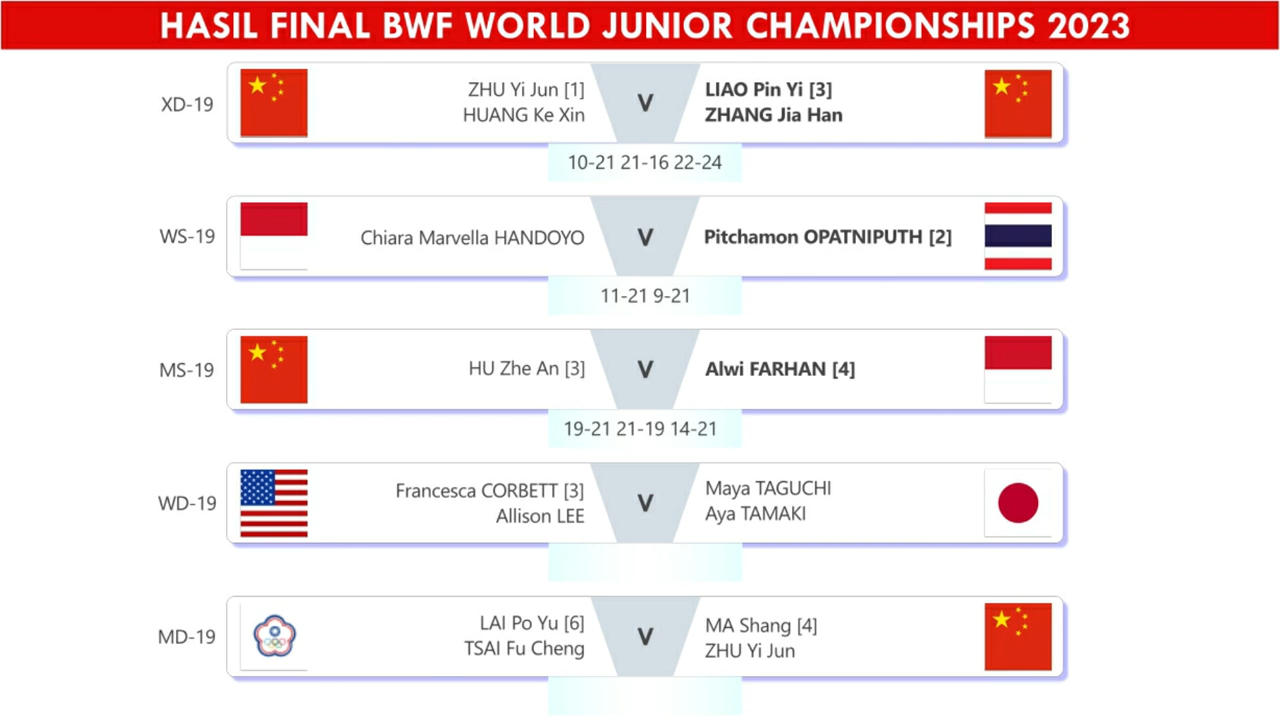 HASIL FINAL BWF WORLD JUNIOR CHAMPIONSHIPS 2023
XD-19
ZHU Yi Jun [1]
HUANG Ke Xin
V
LIAO Pin Yi [3]
ZHANG Jia Han
10-21 21-16 22-24
WS-19
Chiara Marvella HANDOYO
V
Pitchamon OPATNIPUTH [2]
11-21 9-21
MS-19
HU Zhe An [3]
V
Alwi FARHAN [4]
19-21 21-19 14-21
WD-19
Francesca CORBETT [3]
Allison LEE
V
Maya TAGUCHI
Aya TAMAKI
MD-19
LAI Po Yu [6]
TSAI Fu Cheng
V
MA Shang [4]
ZHU Yi Jun